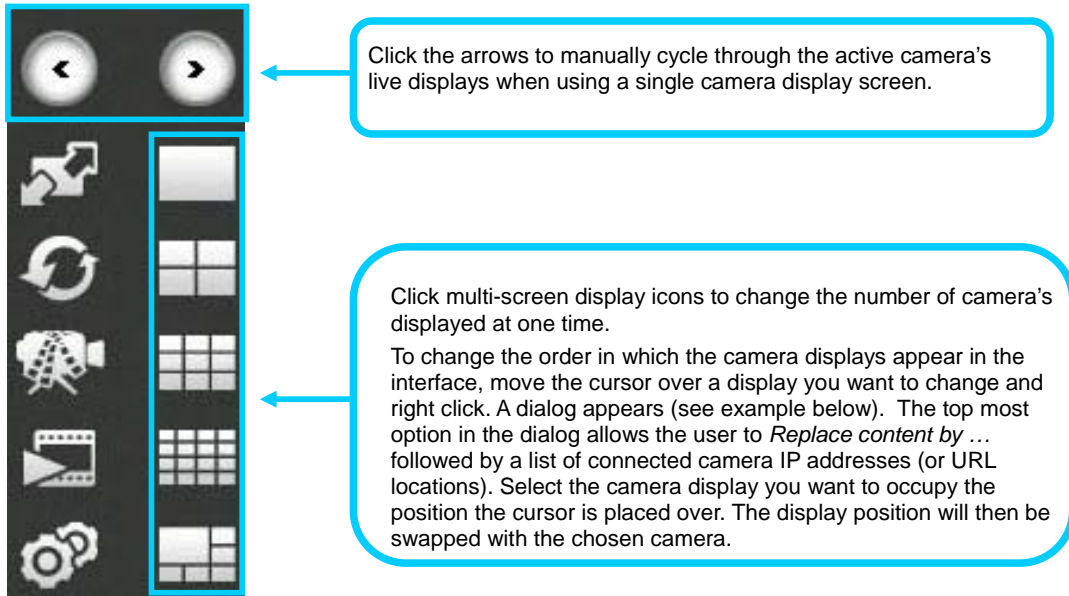 Click the arrows to manually cycle through the active camera's
live displays when using a single camera display screen.
Click multi-screen display icons to change the number of camera's
displayed at one time.
To change the order in which the camera displays appear in the
interface, move the cursor over a display you want to change and
right click. A dialog appears (see example below).  The top most
option in the dialog allows the user to Replace content by …
followed by a list of connected camera IP addresses (or URL
locations). Select the camera display you want to occupy the
position the cursor is placed over. The display position will then be
swapped with the chosen camera.